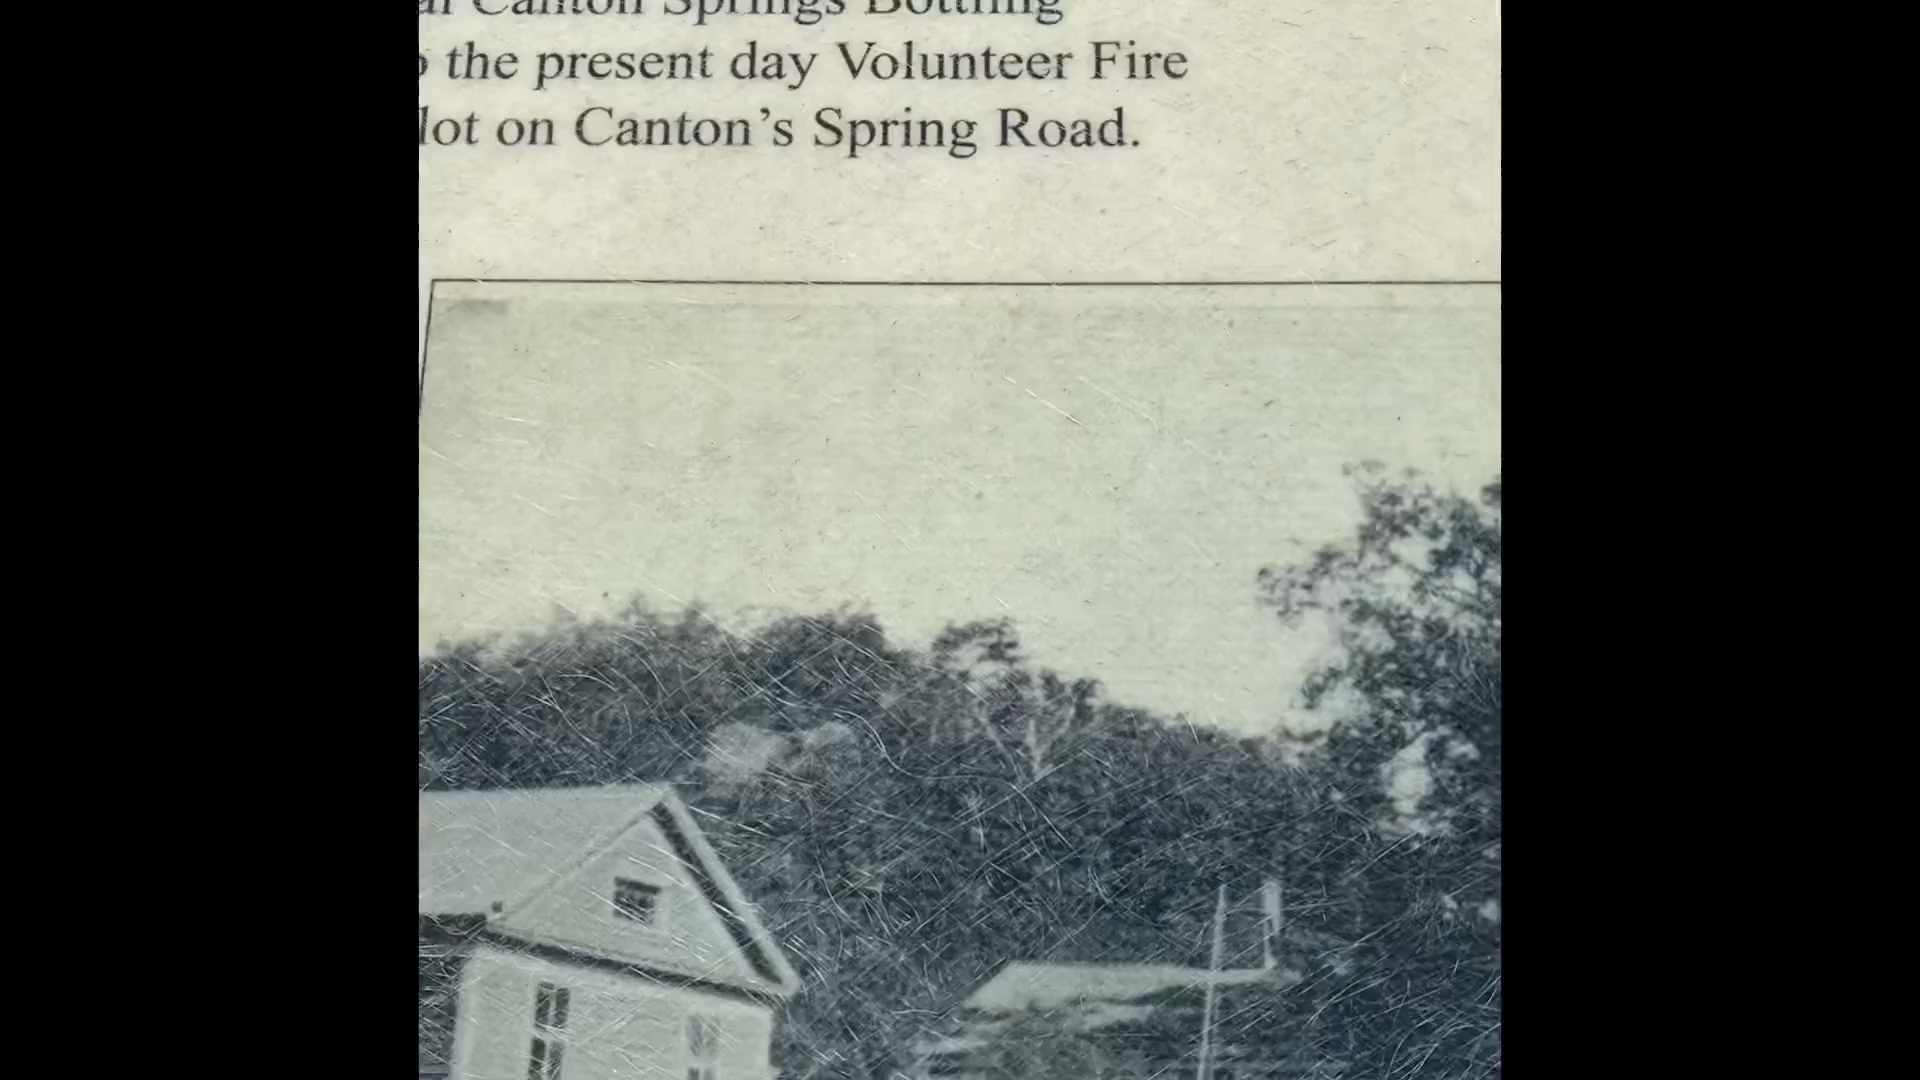 Canton Springs Bottling
the present day Volunteer Fire
lot on Canton's Spring Road.